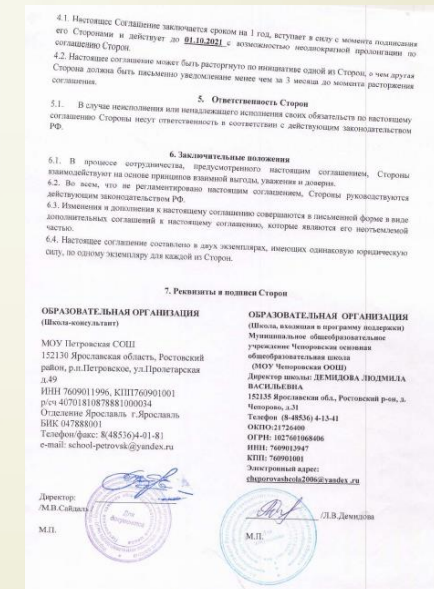 4.1. Настоящее Соглашение заключается сроком на 1 год, вступает в силу с момента подписания
его Сторонами и действует до 01.10.2021 с возможностью неоднократной пролонгации по
соглашению Сторон.
4.2. Настоящее соглашение может быть расторгнуто по инициативе одной из Сторон, о чем другая
Сторона должна быть письменно уведомление менее чем за 3 месяца до момента расторжения
соглашения.
5. Ответственность Сторон
5.1. В случае неисполнения или ненадлежащего исполнения своих обязательств по настоящему
соглашению Стороны несут ответственность в соответствии с действующим законодательством
РФ.
6. Заключительные положения
6.1. В процессе сотрудничества, предусмотренного настоящим соглашением, Стороны
взаимодействуют на основе принципов взаимной выгоды, уважения и доверия.
6.2. Во всем, что не регламентировано настоящим соглашением, Стороны руководствуются
действующим законодательством РФ.
6.3. Изменения и дополнения к настоящему соглашению совершаются в письменной форме в виде
дополнительных соглашений к настоящему соглашению, которые являются его неотъемлемой
частью.
6.4. Настоящее соглашение составлено в двух экземплярах, имеющих одинаковую юридическую
силу, по одному экземпляру для каждой из Сторон.
7. Реквизиты и подписи Сторон
ОБРАЗОВАТЕЛЬНАЯ ОРГАНИЗАЦИЯ
(Школа-консультант)
МОУ Петровская СОШ
152130 Ярославская область, Ростовский
район, р.п.Петровское, ул.Пролетарская
д.49
ИНН 7609011996, КПП760901001
р/сч 40701810878881000034
Отделение Ярославль г.Ярославль
БИК 047888001
Телефон/факс: 8(48536)4-01-81
e-mail: school-petrovsk@yandex.ru
Директор:
/М.В.Сайдаль /
М.П.
ОБРАЗОВАТЕЛЬНАЯ ОРГАНИЗАЦИЯ
(Школа, входящая в программу поддержки)
Муниципальное общеобразовательное
учреждение Чепоровская основная
общеобразовательная школа
(МОУ Чепоровская ООШ)
Директор школы: ДЕМИДОВА ЛЮДМИЛА
ВАСИЛЬЕВНА
152135 Ярославская обл., Ростовский р-он, д.
Чепорово, д.31
Телефон (8-48536) 4-13-41
ОКПО:21726400
ОГРН: 1027601068406
ИНН: 7609013947
КПП: 760901001
Электронный адрес:
cheporovashcola2006@yandex .ru
/Л.В.Демидова
М.П.